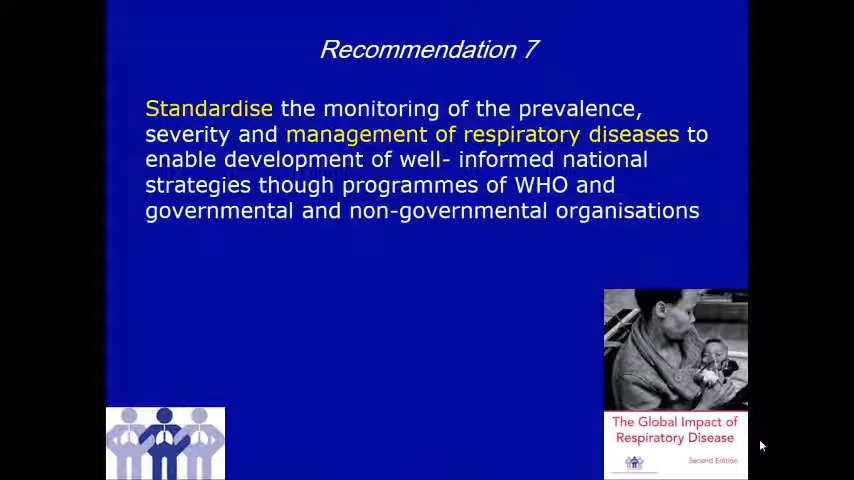 Recommendation 7
Standardise the monitoring of the prevalence,
severity and management of respiratory diseases to
enable development of well- informed national
strategies though programmes of WHO and
governmental and non-governmental organisations
The Global Impact of
Respiratory Disease
Second Edition